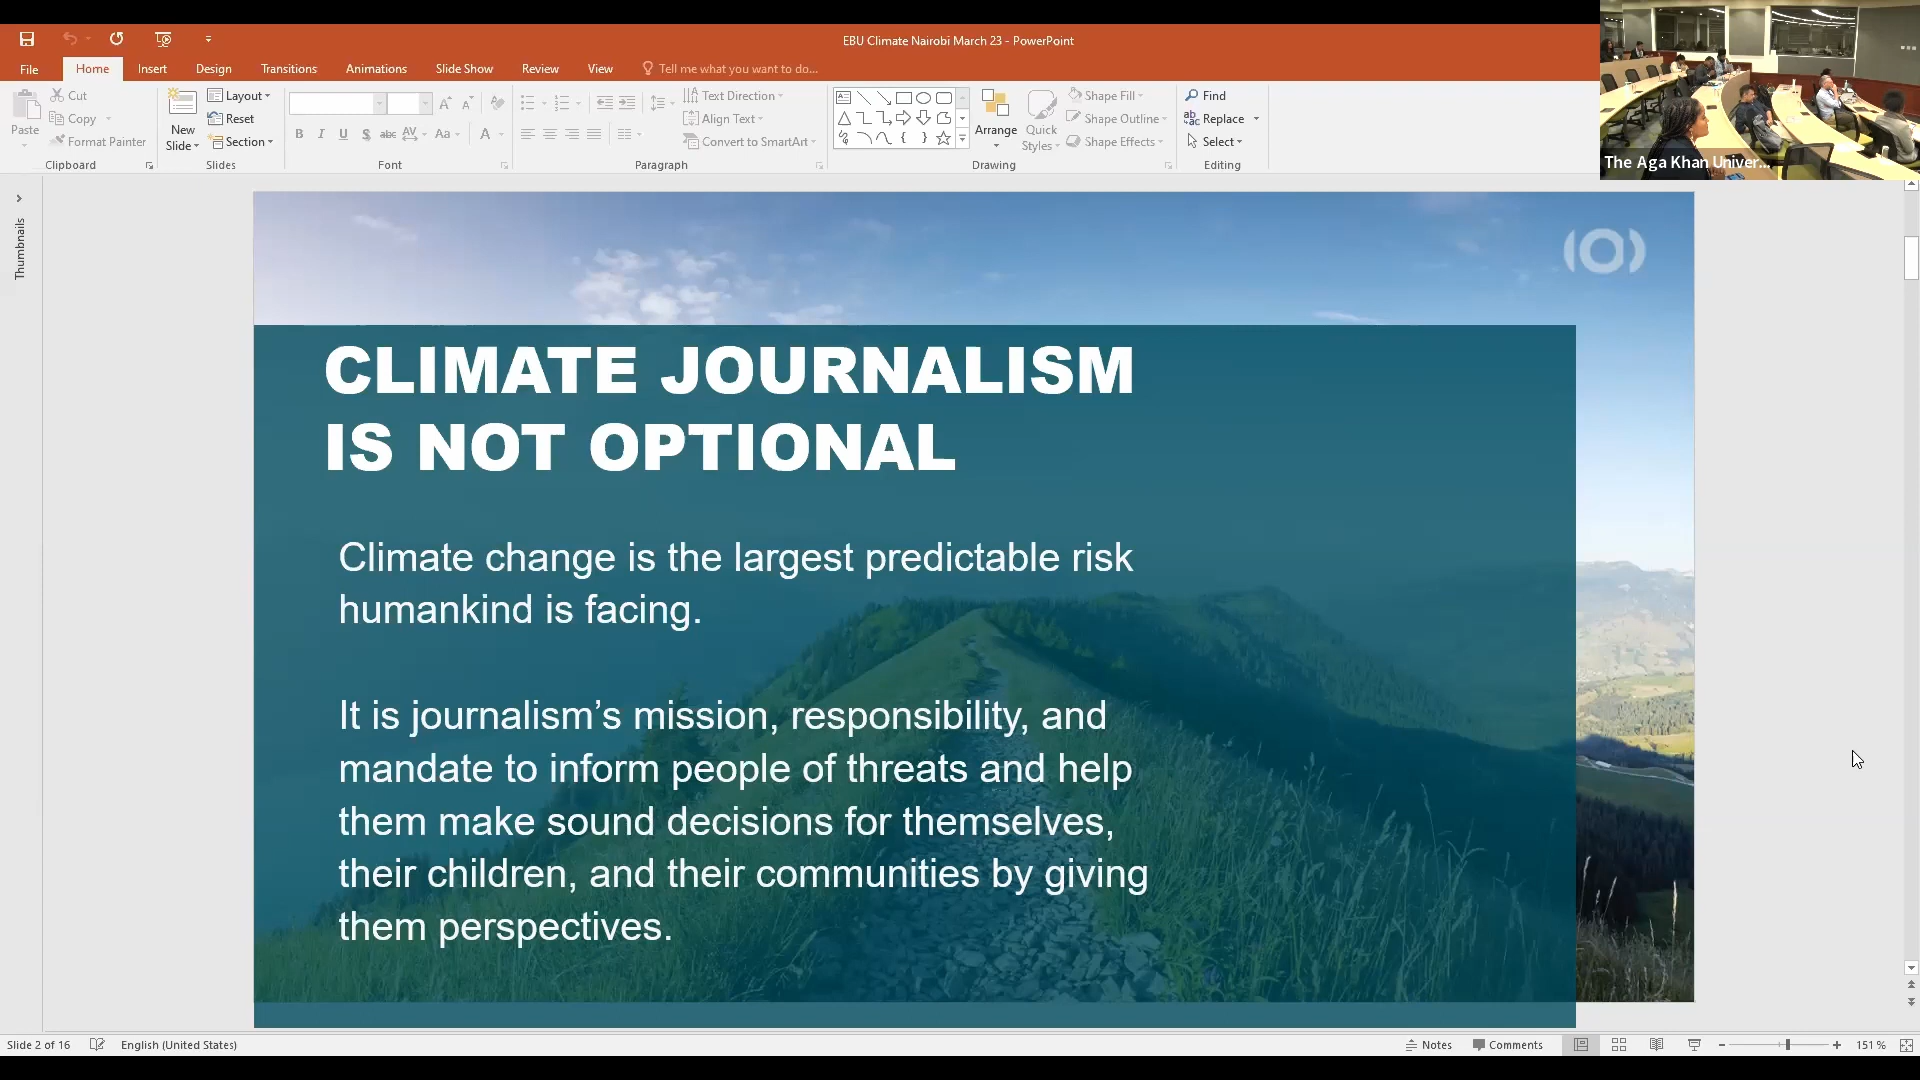 EBU Climate Nairobi March 23 - PowerPoint
File Home Insert Design Transitions Animations Slide Show Review View Tell me what you want to do...
Paste
Cut
Copy
Format Painter
Clipboard
New Slide
Layout
Reset
Section
Slides
B I U S abc AV Aa A
Font
Text Direction
Align Text
Convert to SmartArt
Paragraph
Arrange
Quick Styles
Shape Fill
Shape Outline
Shape Effects
Drawing
Find
Replace
Select
Editing
The Aga Khan Univer...
Thumbnails
CLIMATE JOURNALISM
IS NOT OPTIONAL
Climate change is the largest predictable risk
humankind is facing.
It is journalism’s mission, responsibility, and
mandate to inform people of threats and help
them make sound decisions for themselves,
their children, and their communities by giving
them perspectives.
Slide 2 of 16 English (United States) Notes Comments 151 %